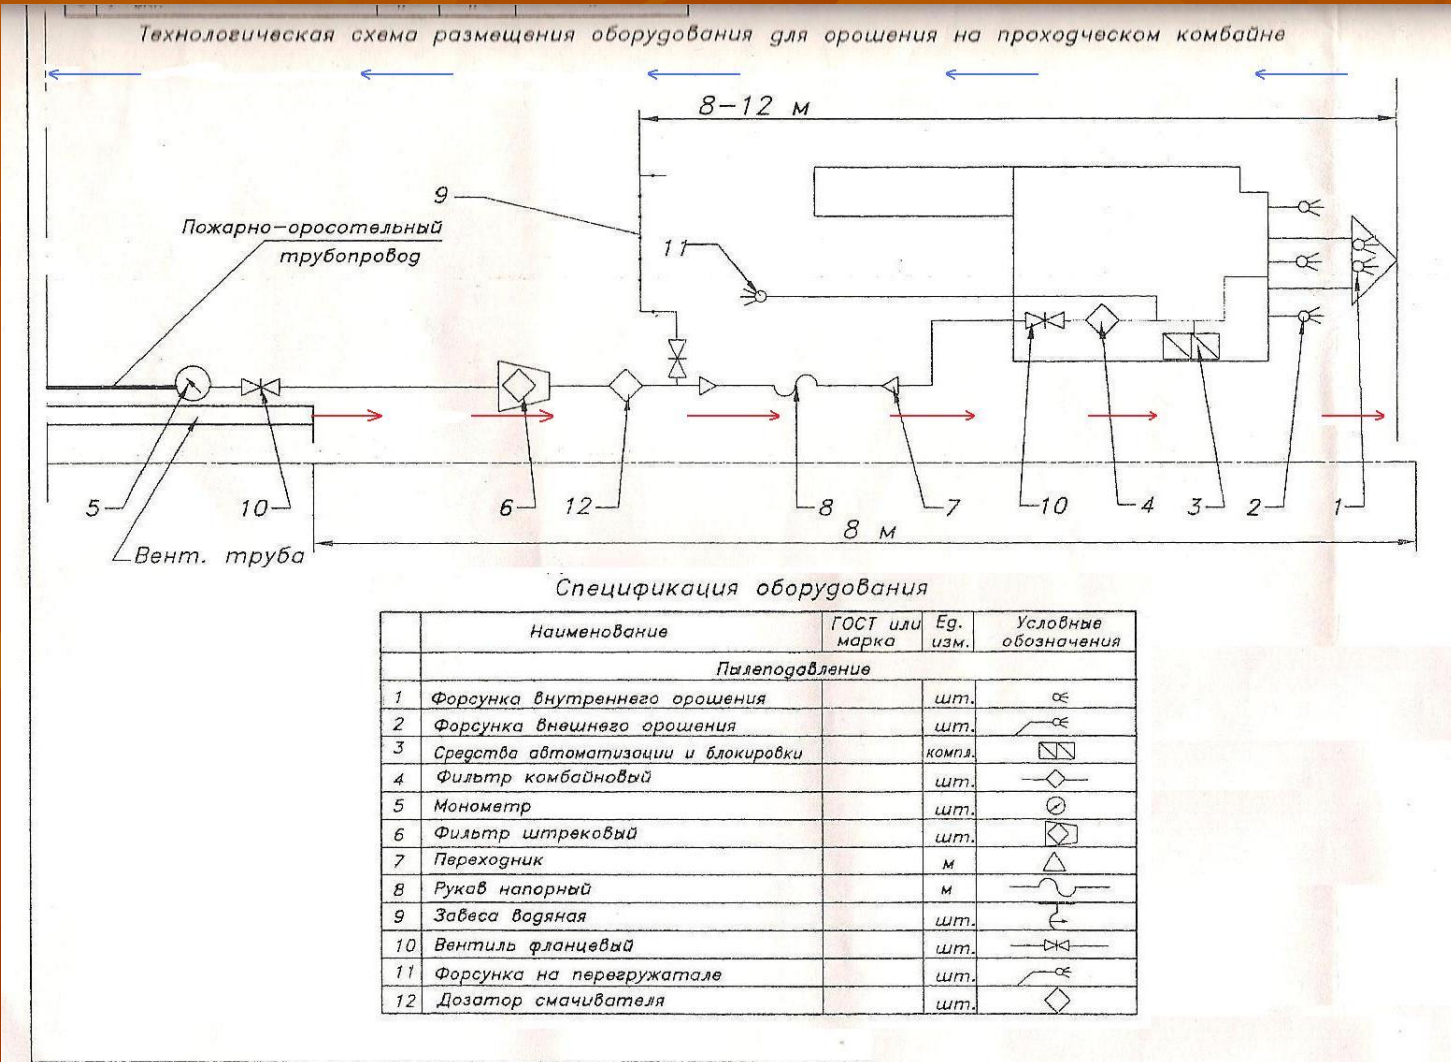 Технологическая схема размещения оборудования для орошения на проходческом комбайне
8-12 м
9
Пожарно-оросотельный
трубопровод
11
5
10
6
12
8
7
10
4
3
2
1
8 м
Вент. труба
Спецификация оборудования
Наименование ГОСТ или марка Ед. изм. Условные обозначения
Пылеподавление
1 Форсунка внутреннего орошения шт.
2 Форсунка внешнего орошения шт.
3 Средства автоматизации и блокировки компл.
4 Фильтр комбайновый шт.
5 Монометр шт.
6 Фильтр штрековый шт.
7 Переходник м
8 Рукав напорный м
9 Завеса водяная шт.
10 Вентиль фланцевый шт.
11 Форсунка на перегружатале шт.
12 Дозатор смачивателя шт.